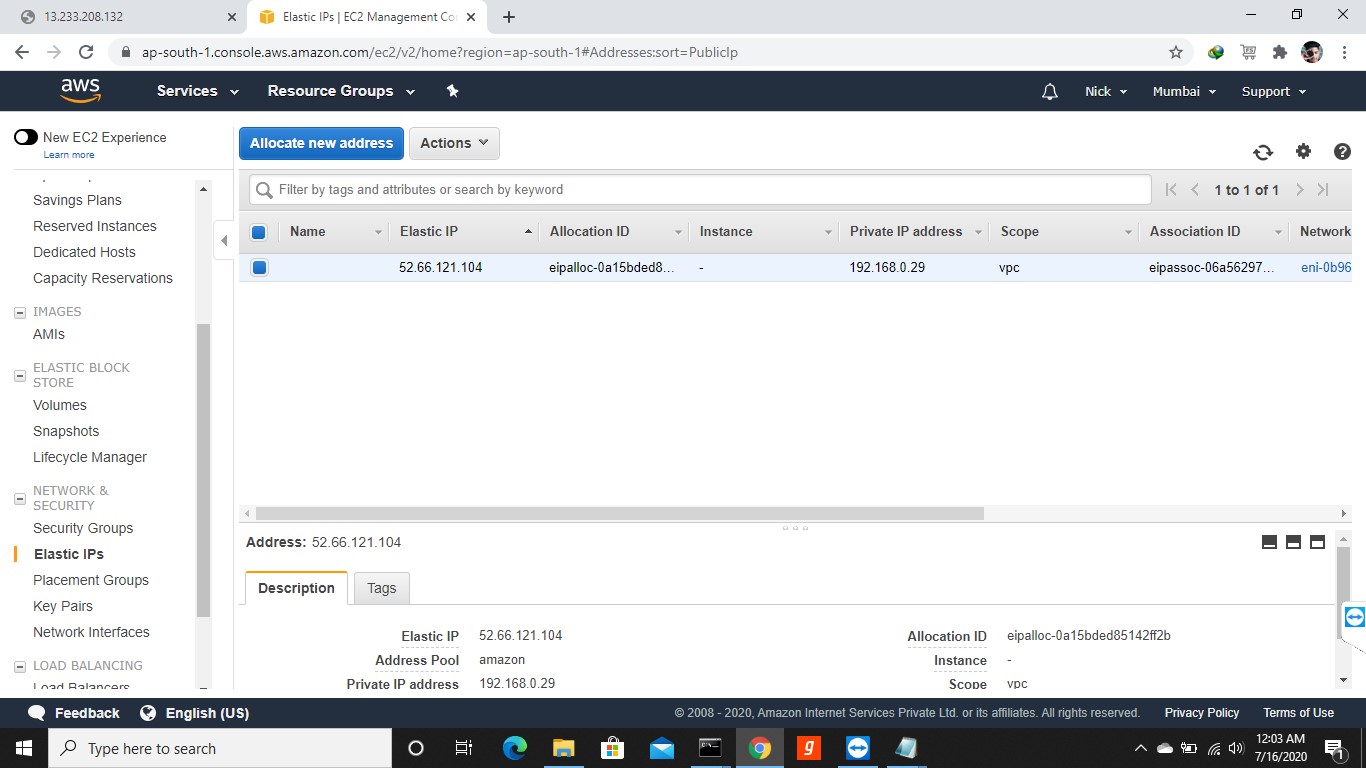 13.233.208.132
Elastic IPs | EC2 Management Co
ap-south-1.console.aws.amazon.com/ec2/v2/home?region=ap-south-1#Addresses:sort=PublicIp
aws Services Resource Groups Nick Mumbai Support
New EC2 Experience
Learn more
Savings Plans
Reserved Instances
Dedicated Hosts
Capacity Reservations
IMAGES
AMIs
ELASTIC BLOCK
STORE
Volumes
Snapshots
Lifecycle Manager
NETWORK &
SECURITY
Security Groups
Elastic IPs
Placement Groups
Key Pairs
Network Interfaces
LOAD BALANCING
Load Balancers
Allocate new address Actions
Filter by tags and attributes or search by keyword 1 to 1 of 1
Name Elastic IP Allocation ID Instance Private IP address Scope Association ID Network
52.66.121.104 eipalloc-0a15bded8... - 192.168.0.29 vpc eipassoc-06a56297... eni-0b96
Address: 52.66.121.104
Description Tags
Elastic IP 52.66.121.104 Allocation ID eipalloc-0a15bded85142ff2b
Address Pool amazon Instance -
Private IP address 192.168.0.29 Scope vpc
Feedback English (US) © 2008 - 2020, Amazon Internet Services Private Ltd. or its affiliates. All rights reserved. Privacy Policy Terms of Use
Type here to search
12:03 AM
7/16/2020
1